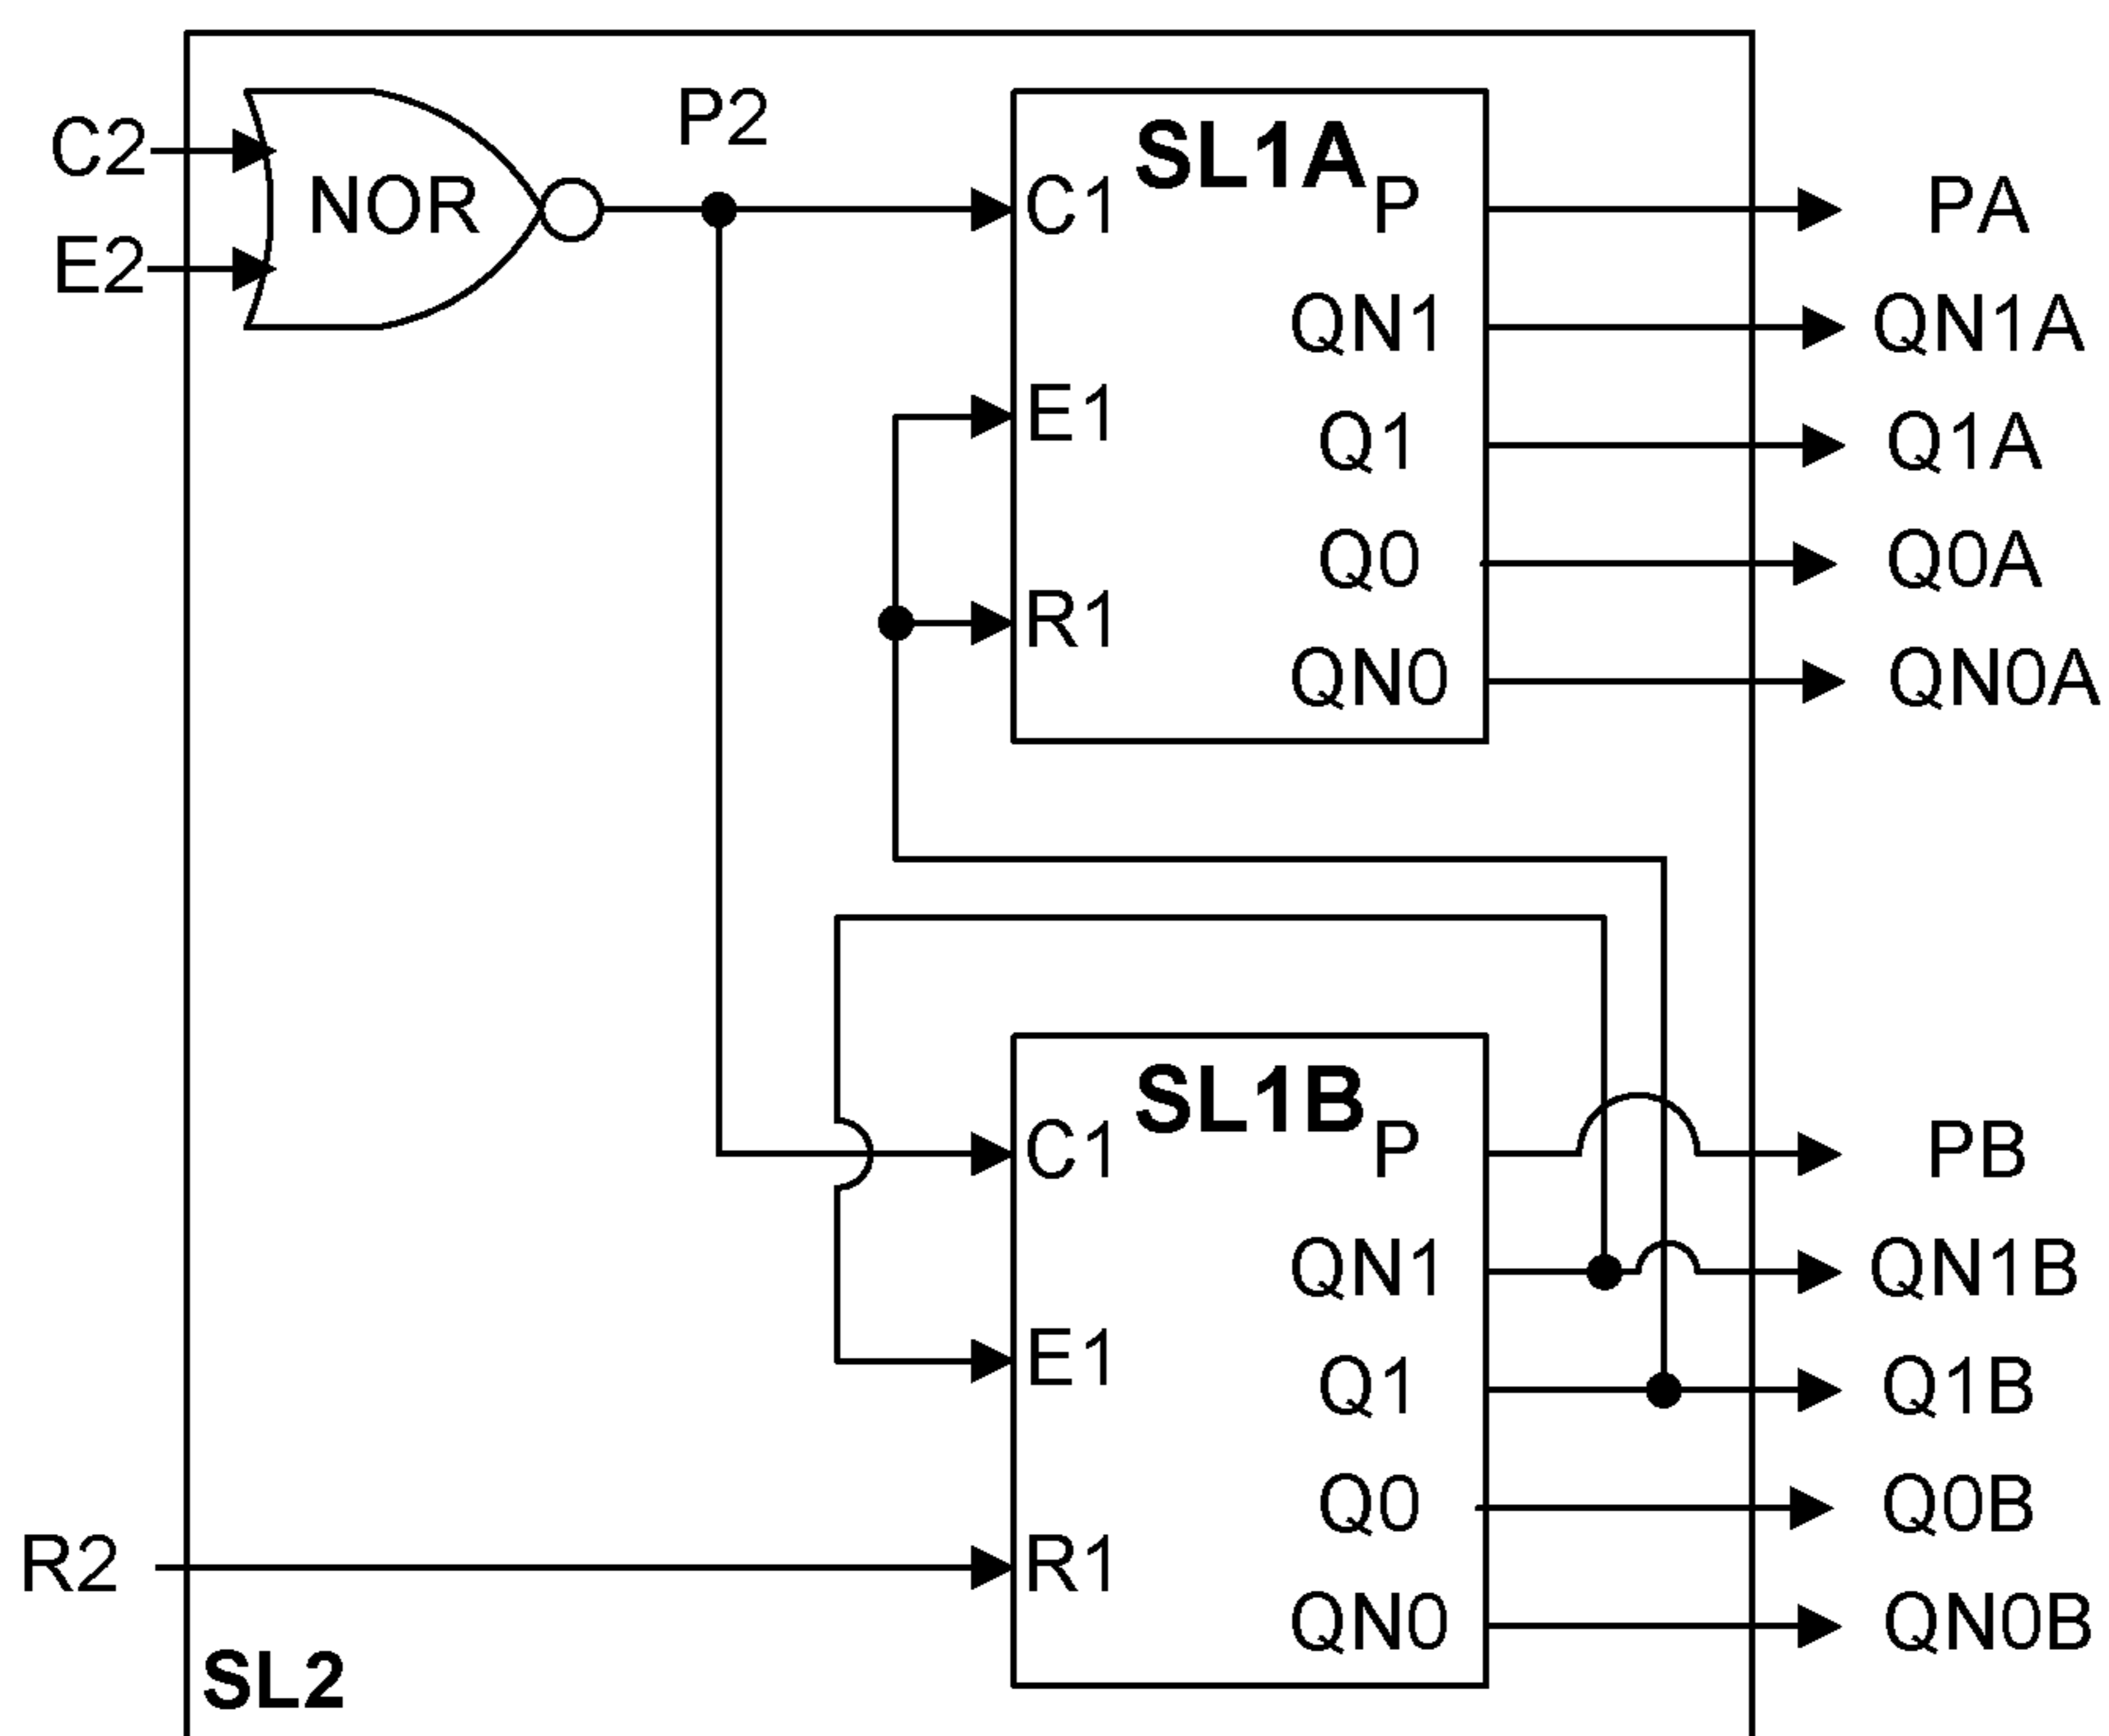 P2
C2
NOR
E2
SL1A
C1
P
PA
QN1
QN1A
E1
Q1
Q1A
Q0
Q0A
R1
QN0
QN0A
SL1B
C1
P
PB
QN1
QN1B
E1
Q1
Q1B
Q0
Q0B
R2
R1
QN0
QN0B
SL2